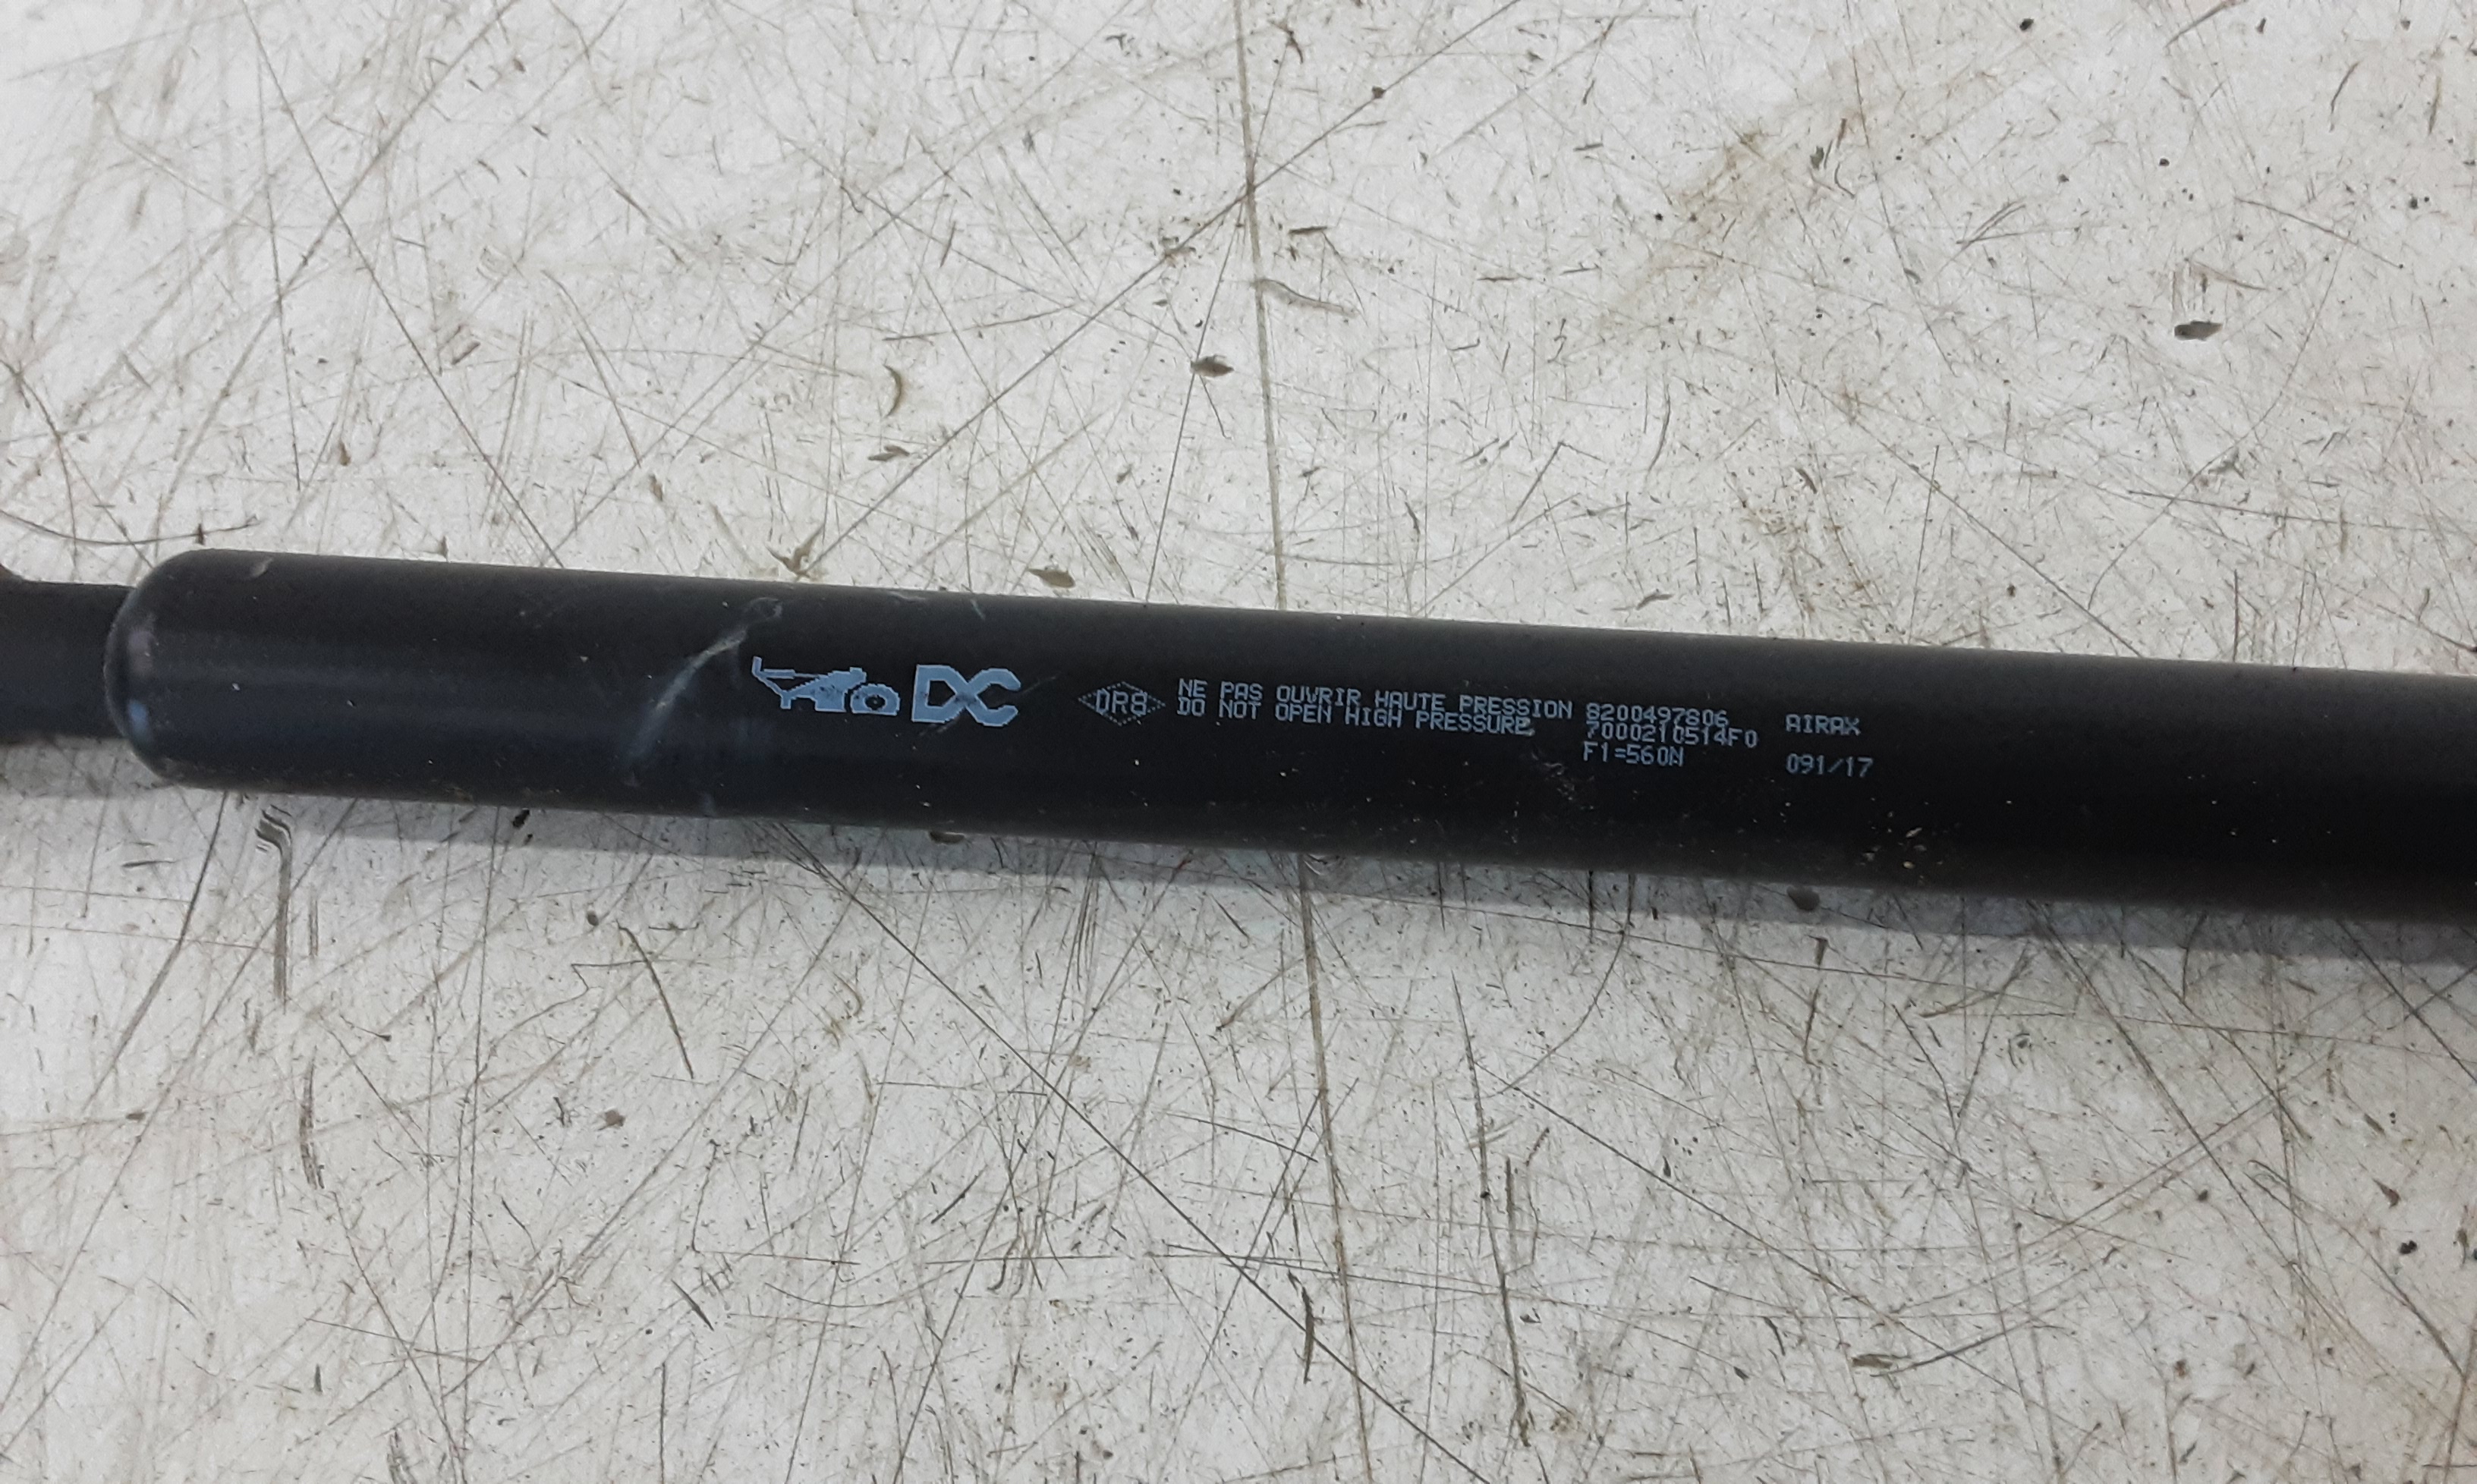 DC
DR8
NE PAS OUVRIR HAUTE PRESSION 8200497806 AIRAX
DO NOT OPEN HIGH PRESSURE 7000210514F0
F1=560N 091/17